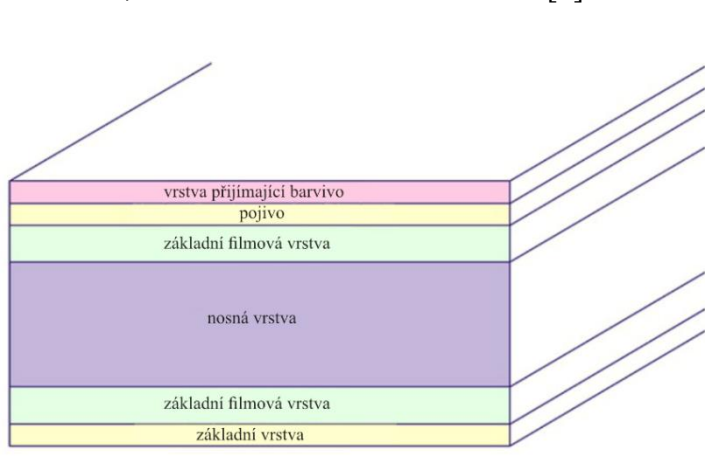 vrstva přijímající barvivo
pojivo
základní filmová vrstva
nosná vrstva
základní filmová vrstva
základní vrstva